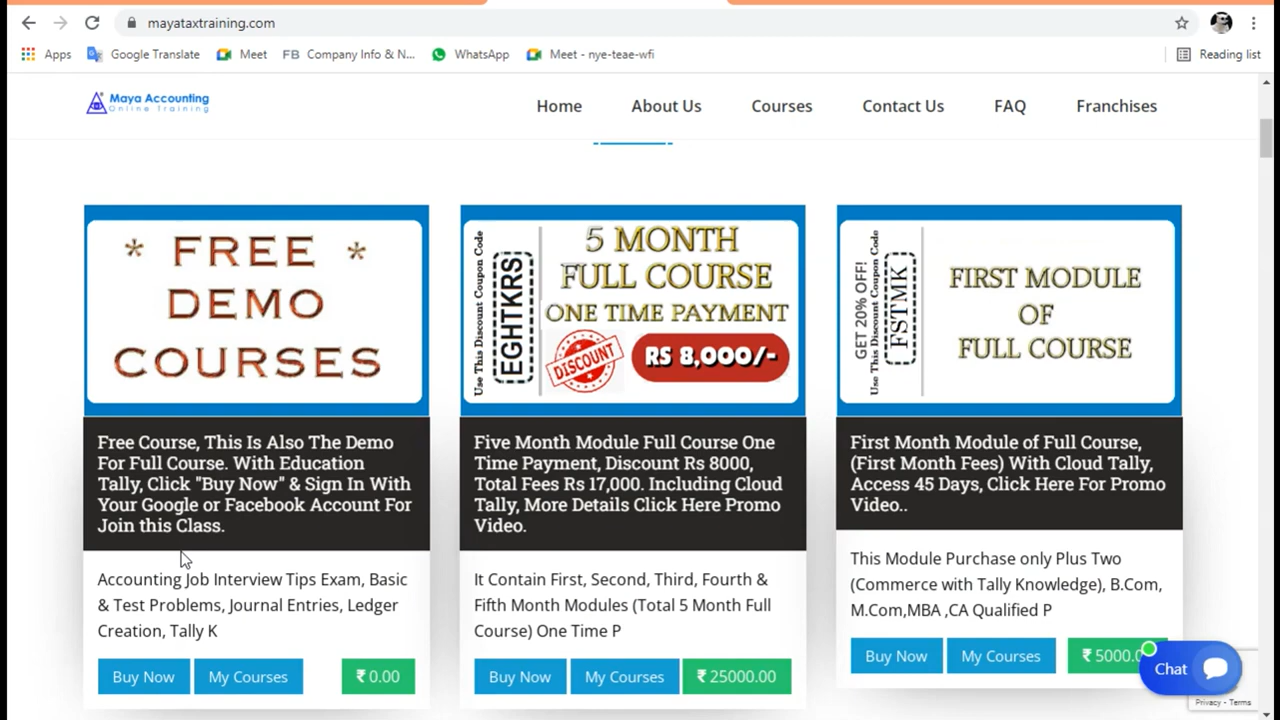 mayataxtraining.com
Apps Google Translate Meet FB Company Info & N... WhatsApp Meet - nye-teae-wfi Reading list
Maya Accounting
Online Training
Home About Us Courses Contact Us FAQ Franchises
* FREE *
DEMO
COURSES
Free Course, This Is Also The Demo
For Full Course. With Education
Tally, Click "Buy Now" & Sign In With
Your Google or Facebook Account For
Join this Class.
Accounting Job Interview Tips Exam, Basic
& Test Problems, Journal Entries, Ledger
Creation, Tally K
Buy Now My Courses ₹ 0.00
Use This Discount Coupon Code
EGHTKRS
5 MONTH
FULL COURSE
ONE TIME PAYMENT
DISCOUNT
RS 8,000/-
Five Month Module Full Course One
Time Payment, Discount Rs 8000,
Total Fees Rs 17,000. Including Cloud
Tally, More Details Click Here Promo
Video.
It Contain First, Second, Third, Fourth &
Fifth Month Modules (Total 5 Month Full
Course) One Time P
Buy Now My Courses ₹ 25000.00
GET 20% OFF!
Use This Discount Coupon Code
FSTMK
FIRST MODULE
OF
FULL COURSE
First Month Module of Full Course,
(First Month Fees) With Cloud Tally,
Access 45 Days, Click Here For Promo
Video..
This Module Purchase only Plus Two
(Commerce with Tally Knowledge), B.Com,
M.Com,MBA ,CA Qualified P
Buy Now My Courses ₹ 5000.0
Chat
Privacy - Terms